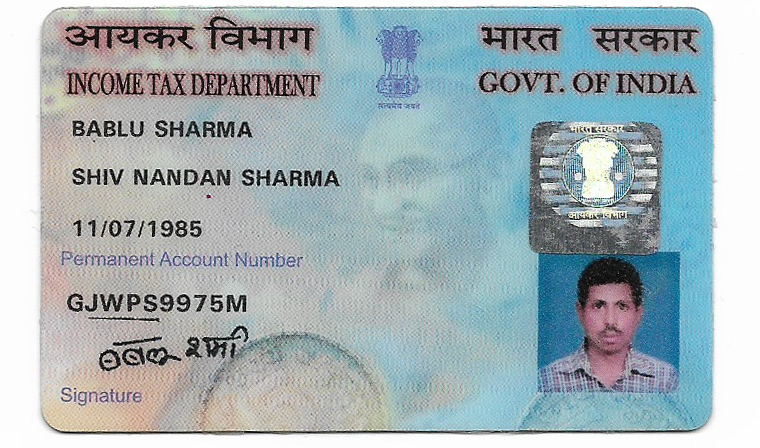 आयकर विभाग
INCOME TAX DEPARTMENT
सत्यमेव जयते
भारत सरकार
GOVT. OF INDIA
BABLU SHARMA
SHIV NANDAN SHARMA
11/07/1985
Permanent Account Number
GJWPS9975M
बबलू शर्मा
Signature
भारत सरकार
आयकर विभाग